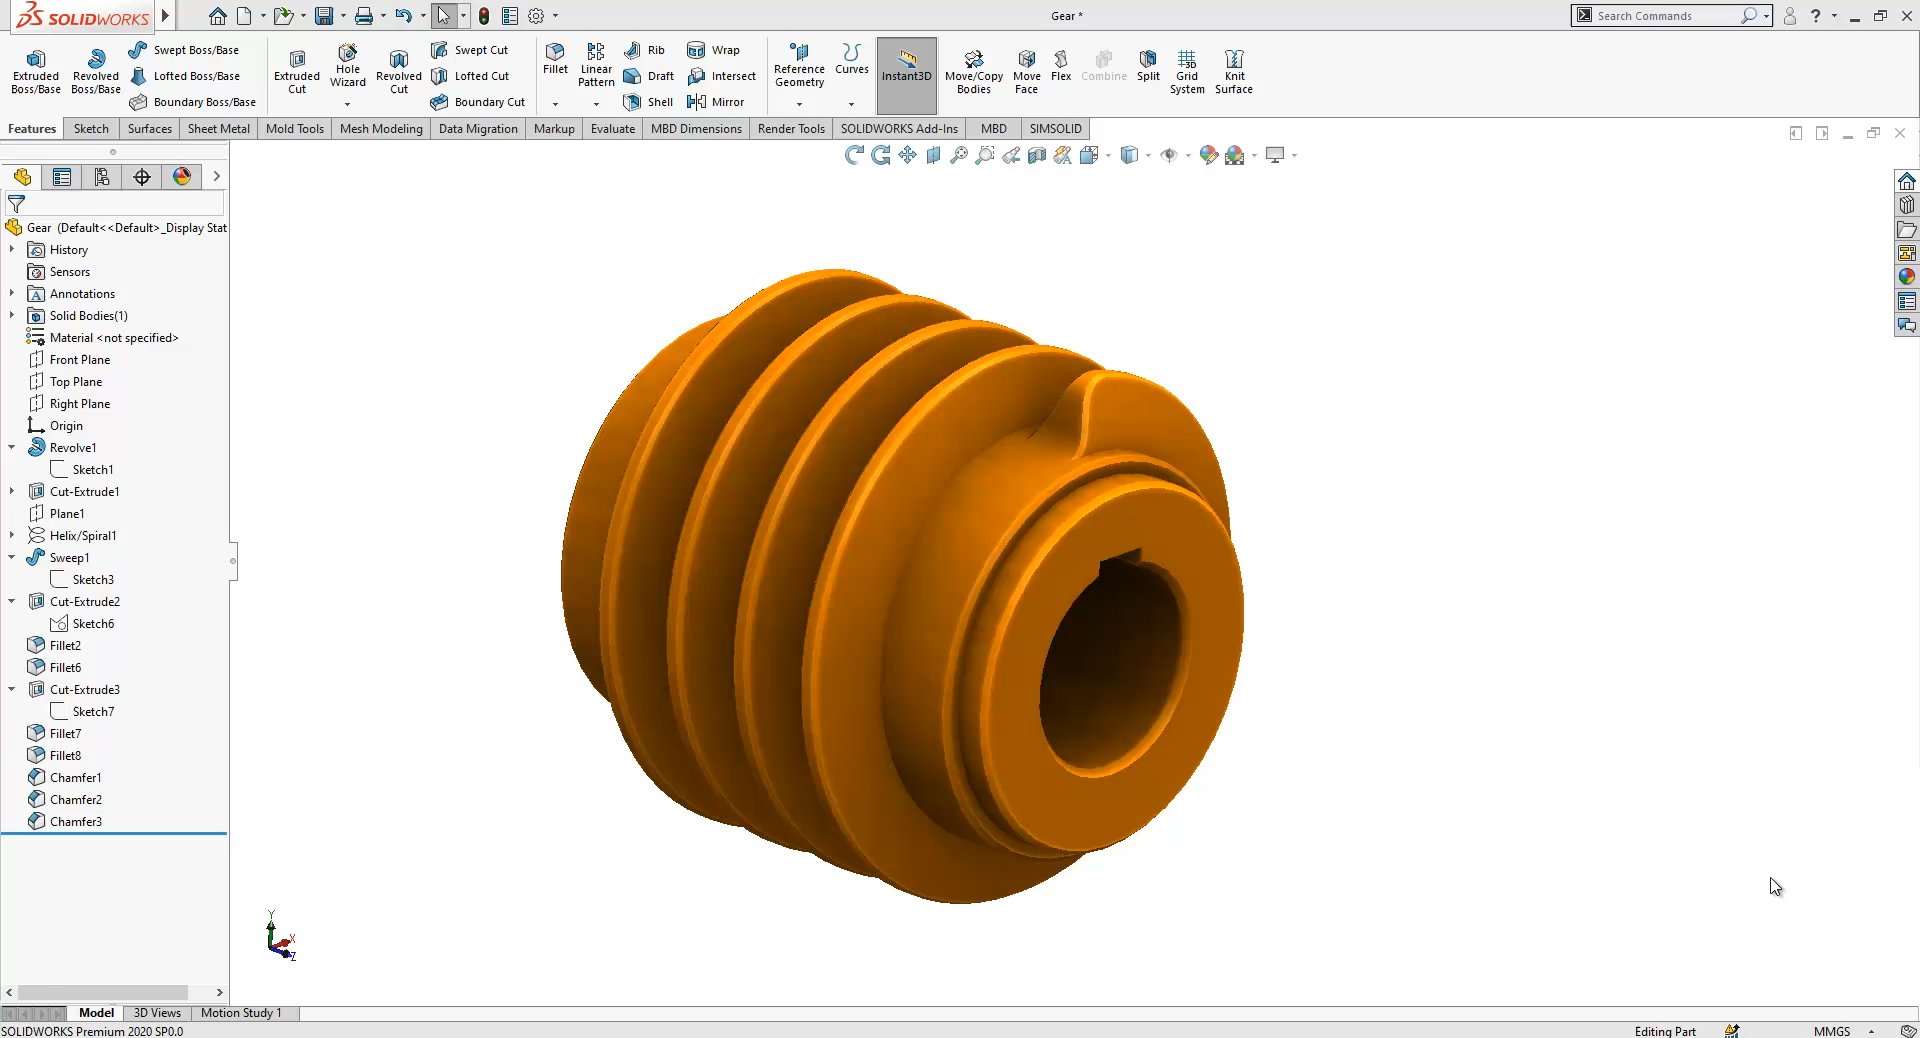 SOLIDWORKS
Gear *
Search Commands
Extruded Boss/Base
Revolved Boss/Base
Swept Boss/Base
Lofted Boss/Base
Boundary Boss/Base
Extruded Cut
Hole Wizard
Revolved Cut
Swept Cut
Lofted Cut
Boundary Cut
Fillet
Linear Pattern
Rib
Draft
Shell
Wrap
Intersect
Mirror
Reference Geometry
Curves
Instant3D
Move/Copy Bodies
Move Face
Flex
Combine
Split
3D
Grid System
Knit Surface
Features
Sketch
Surfaces
Sheet Metal
Mold Tools
Mesh Modeling
Data Migration
Markup
Evaluate
MBD Dimensions
Render Tools
SOLIDWORKS Add-Ins
MBD
SIMSOLID
Gear (Default<<Default>_Display Stat
History
Sensors
Annotations
Solid Bodies(1)
Material <not specified>
Front Plane
Top Plane
Right Plane
Origin
Revolve1
Sketch1
Cut-Extrude1
Plane1
Helix/Spiral1
Sweep1
Sketch3
Cut-Extrude2
Sketch6
Fillet2
Fillet6
Cut-Extrude3
Sketch7
Fillet7
Fillet8
Chamfer1
Chamfer2
Chamfer3
Y
X
Z
Model
3D Views
Motion Study 1
SOLIDWORKS Premium 2020 SP0.0
Editing Part
MMGS